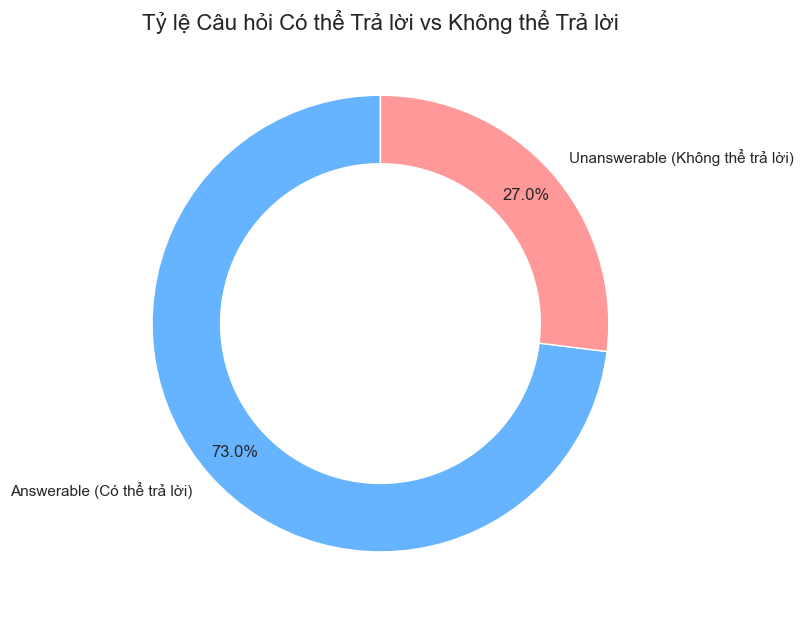 Tỷ lệ Câu hỏi Có thể Trả lời vs Không thể Trả lời
Unanswerable (Không thể trả lời)
27.0%
73.0%
Answerable (Có thể trả lời)